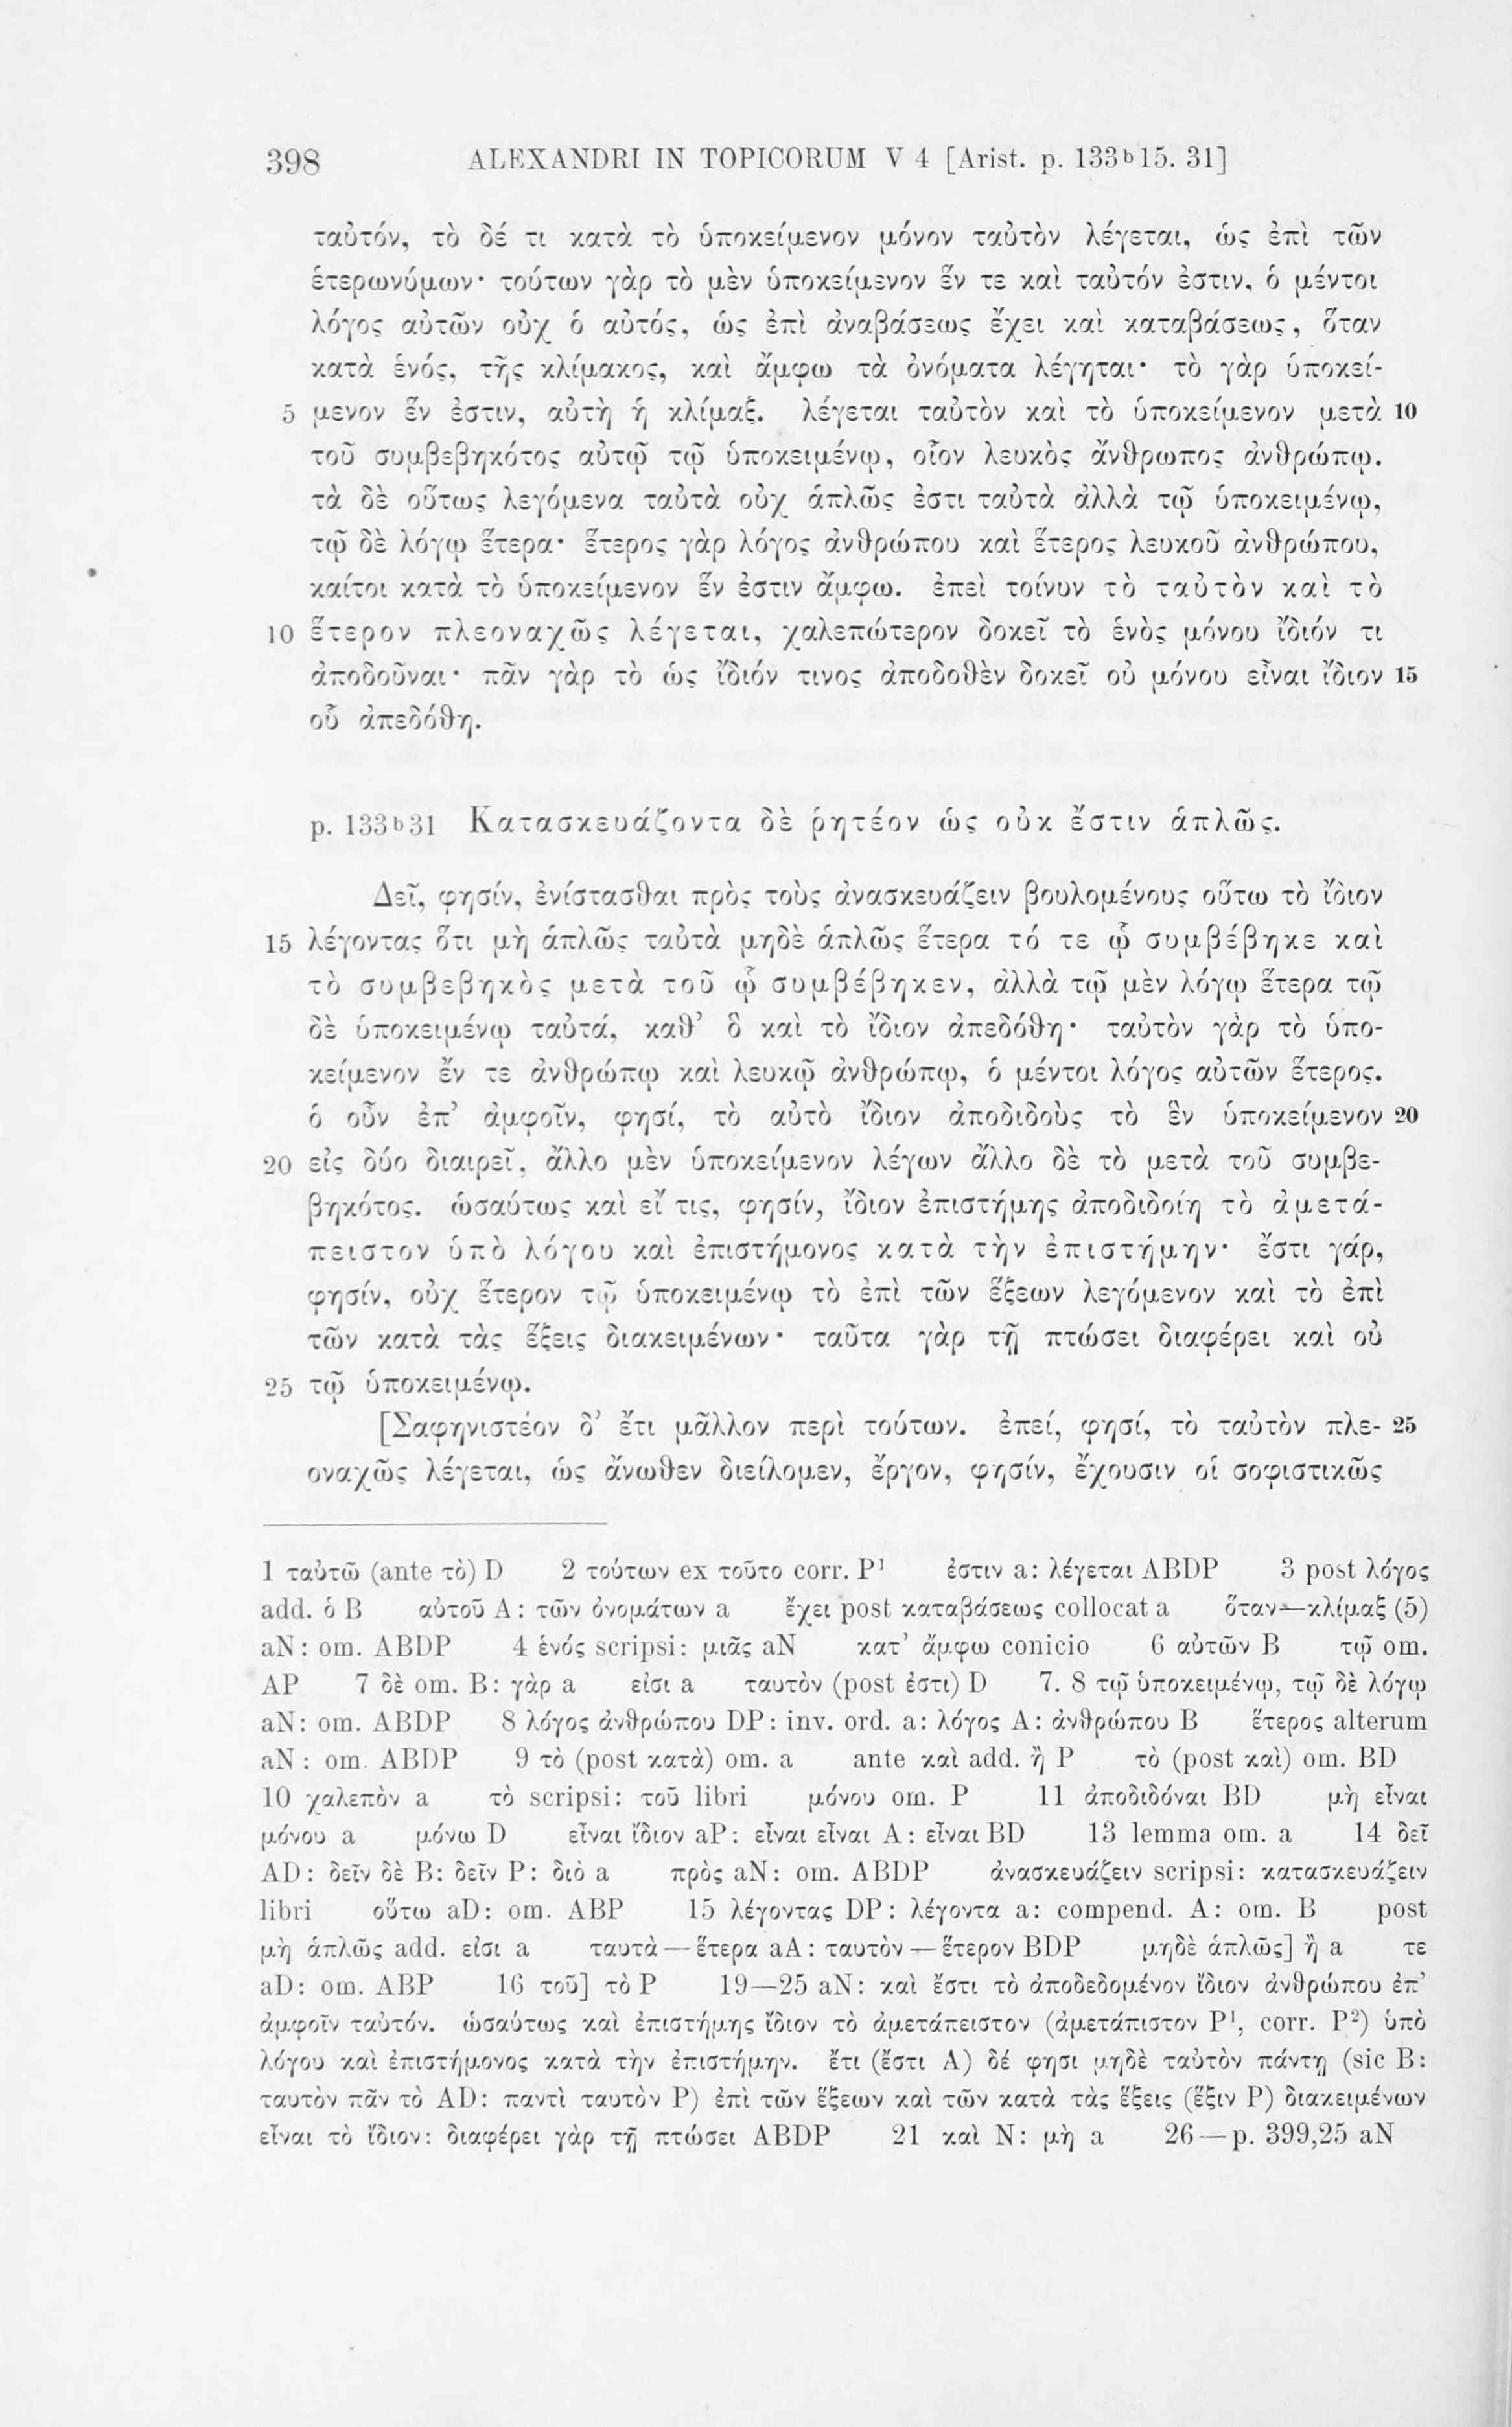 398 ALEXANDRI IN TOPICORUM V 4 [Arist. p. 133ᵇ15. 31]
ταὐτόν, τὸ δέ τι κατὰ τὸ ὑποκείμενον μόνον ταὐτὸν λέγεται, ὡς ἐπὶ τῶν
ἑτερωνύμων· τούτων γὰρ τὸ μὲν ὑποκείμενον ἕν τε καὶ ταὐτόν ἐστιν, ὁ μέντοι
λόγος αὐτῶν οὐχ ὁ αὐτός, ὡς ἐπὶ ἀναβάσεως ἔχει καὶ καταβάσεως, ὅταν
κατὰ ἑνός, τῆς κλίμακος, καὶ ἄμφω τὰ ὀνόματα λέγηται· τὸ γὰρ ὑποκεί-
5 μενον ἕν ἐστιν, αὐτὴ ἡ κλίμαξ. λέγεται ταὐτὸν καὶ τὸ ὑποκείμενον μετὰ 10
τοῦ συμβεβηκότος αὐτῷ τῷ ὑποκειμένῳ, οἷον λευκὸς ἄνθρωπος ἀνθρώπῳ.
τὰ δὲ οὕτως λεγόμενα ταὐτὰ οὐχ ἁπλῶς ἐστι ταὐτὰ ἀλλὰ τῷ ὑποκειμένῳ,
τῷ δὲ λόγῳ ἕτερα· ἕτερος γὰρ λόγος ἀνθρώπου καὶ ἕτερος λευκοῦ ἀνθρώπου,
καίτοι κατὰ τὸ ὑποκείμενον ἕν ἐστιν ἄμφω. ἐπεὶ τοίνυν τὸ ταὐτὸν καὶ τὸ
10 ἕτερον πλεοναχῶς λέγεται, χαλεπώτερον δοκεῖ τὸ ἑνὸς μόνου ἴδιόν τι
ἀποδοῦναι· πᾶν γὰρ τὸ ὡς ἴδιόν τινος ἀποδοθὲν δοκεῖ οὐ μόνου εἶναι ἴδιον 15
οὗ ἀπεδόθη.
p. 133ᵇ31 Κατασκευάζοντα δὲ ῥητέον ὡς οὐκ ἔστιν ἁπλῶς.
Δεῖ, φησίν, ἐνίστασθαι πρὸς τοὺς ἀνασκευάζειν βουλομένους οὕτω τὸ ἴδιον
15 λέγοντας ὅτι μὴ ἁπλῶς ταὐτὰ μηδὲ ἁπλῶς ἕτερα τό τε ᾧ συμβέβηκε καὶ
τὸ συμβεβηκὸς μετὰ τοῦ ᾧ συμβέβηκεν, ἀλλὰ τῷ μὲν λόγῳ ἕτερα τῷ
δὲ ὑποκειμένῳ ταὐτά, καθ’ ὃ καὶ τὸ ἴδιον ἀπεδόθη· ταὐτὸν γὰρ τὸ ὑπο-
κείμενον ἔν τε ἀνθρώπῳ καὶ λευκῷ ἀνθρώπῳ, ὁ μέντοι λόγος αὐτῶν ἕτερος.
ὁ οὖν ἐπ’ ἀμφοῖν, φησί, τὸ αὐτὸ ἴδιον ἀποδιδοὺς τὸ ἓν ὑποκείμενον 20
20 εἰς δύο διαιρεῖ, ἄλλο μὲν ὑποκείμενον λέγων ἄλλο δὲ τὸ μετὰ τοῦ συμβε-
βηκότος. ὡσαύτως καὶ εἴ τις, φησίν, ἴδιον ἐπιστήμης ἀποδιδοίη τὸ ἀμετά-
πειστον ὑπὸ λόγου καὶ ἐπιστήμονος κατὰ τὴν ἐπιστήμην· ἔστι γάρ,
φησίν, οὐχ ἕτερον τῷ ὑποκειμένῳ τὸ ἐπὶ τῶν ἕξεων λεγόμενον καὶ τὸ ἐπὶ
τῶν κατὰ τὰς ἕξεις διακειμένων· ταῦτα γὰρ τῇ πτώσει διαφέρει καὶ οὐ
25 τῷ ὑποκειμένῳ.
[Σαφηνιστέον δ’ ἔτι μᾶλλον περὶ τούτων. ἐπεί, φησί, τὸ ταὐτὸν πλε- 25
οναχῶς λέγεται, ὡς ἄνωθεν διείλομεν, ἔργον, φησίν, ἔχουσιν οἱ σοφιστικῶς
1 ταὐτῶ (ante τὸ) D 2 τούτων ex τοῦτο corr. P¹ ἐστιν a: λέγεται ABDP 3 post λόγος
add. ὁ B αὐτοῦ A: τῶν ὀνομάτων a ἔχει post καταβάσεως collocat a ὅταν—κλίμαξ (5)
aN: om. ABDP 4 ἑνός scripsi: μιᾶς aN κατ’ ἄμφω conicio 6 αὐτῶν B τῷ om.
AP 7 δὲ om. B: γὰρ a εἰσι a ταυτὸν (post ἐστι) D 7. 8 τῷ ὑποκειμένῳ, τῷ δὲ λόγῳ
aN: om. ABDP 8 λόγος ἀνθρώπου DP: inv. ord. a: λόγος A: ἀνθρώπου B ἕτερος alterum
aN: om. ABDP 9 τὸ (post κατὰ) om. a ante καὶ add. ἢ P τὸ (post καὶ) om. BD
10 χαλεπὸν a τὸ scripsi: τοῦ libri μόνου om. P 11 ἀποδιδόναι BD μὴ εἶναι
μόνου a μόνω D εἶναι ἴδιον aP: εἶναι εἶναι A: εἶναι BD 13 lemma om. a 14 δεῖ
AD: δεῖν δὲ B: δεῖν P: διὸ a πρὸς aN: om. ABDP ἀνασκευάζειν scripsi: κατασκευάζειν
libri οὕτω aD: om. ABP 15 λέγοντας DP: λέγοντα a: compend. A: om. B post
μὴ ἁπλῶς add. εἰσι a ταυτὰ—ἕτερα aA: ταυτὸν—ἕτερον BDP μηδὲ ἁπλῶς] ἢ a τε
aD: om. ABP 16 τοῦ] τὸ P 19—25 aN: καὶ ἔστι τὸ ἀποδεδομένον ἴδιον ἀνθρώπου ἐπ’
ἀμφοῖν ταὐτόν. ὡσαύτως καὶ ἐπιστήμης ἴδιον τὸ ἀμετάπειστον (ἀμετάπιστον P¹, corr. P²) ὑπὸ
λόγου καὶ ἐπιστήμονος κατὰ τὴν ἐπιστήμην. ἔτι (ἔστι A) δέ φησι μηδὲ ταὐτὸν πάντῃ (sic B:
ταυτὸν πᾶν τὸ AD: παντὶ ταυτὸν P) ἐπὶ τῶν ἕξεων καὶ τῶν κατὰ τὰς ἕξεις (ἕξιν P) διακειμένων
εἶναι τὸ ἴδιον: διαφέρει γὰρ τῇ πτώσει ABDP 21 καὶ N: μὴ a 26—p. 399,25 aN